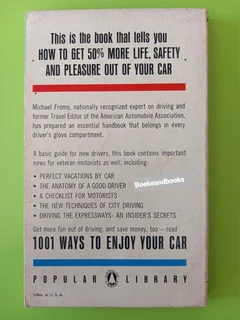 This is the book that tells you
HOW TO GET 50% MORE LIFE, SAFETY
AND PLEASURE OUT OF YOUR CAR
Michael Frome, nationally recognized expert on driving and
former Travel Editor of the American Automobile Association,
has prepared an essential handbook that belongs in every
driver's glove compartment.
A basic guide for new drivers, this book contains important
news for veteran motorists as well, including:
• PERFECT VACATIONS BY CAR
• THE ANATOMY OF A GOOD DRIVER
• A CHECKLIST FOR MOTORISTS
• THE NEW TECHNIQUES OF CITY DRIVING
• DRIVING THE EXPRESSWAYS: AN INSIDER'S SECRETS
Boekeandbooks
Get more fun out of driving, and save money, too — read
1001 WAYS TO ENJOY YOUR CAR
POPULAR LIBRARY
Litho. in U.S.A.